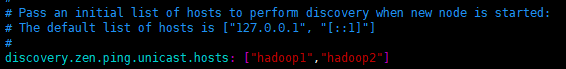 # Pass an initial list of hosts to perform discovery when new node is started:
# The default list of hosts is ["127.0.0.1", "[::1]"]
#
discovery.zen.ping.unicast.hosts: ["hadoop1","hadoop2"]